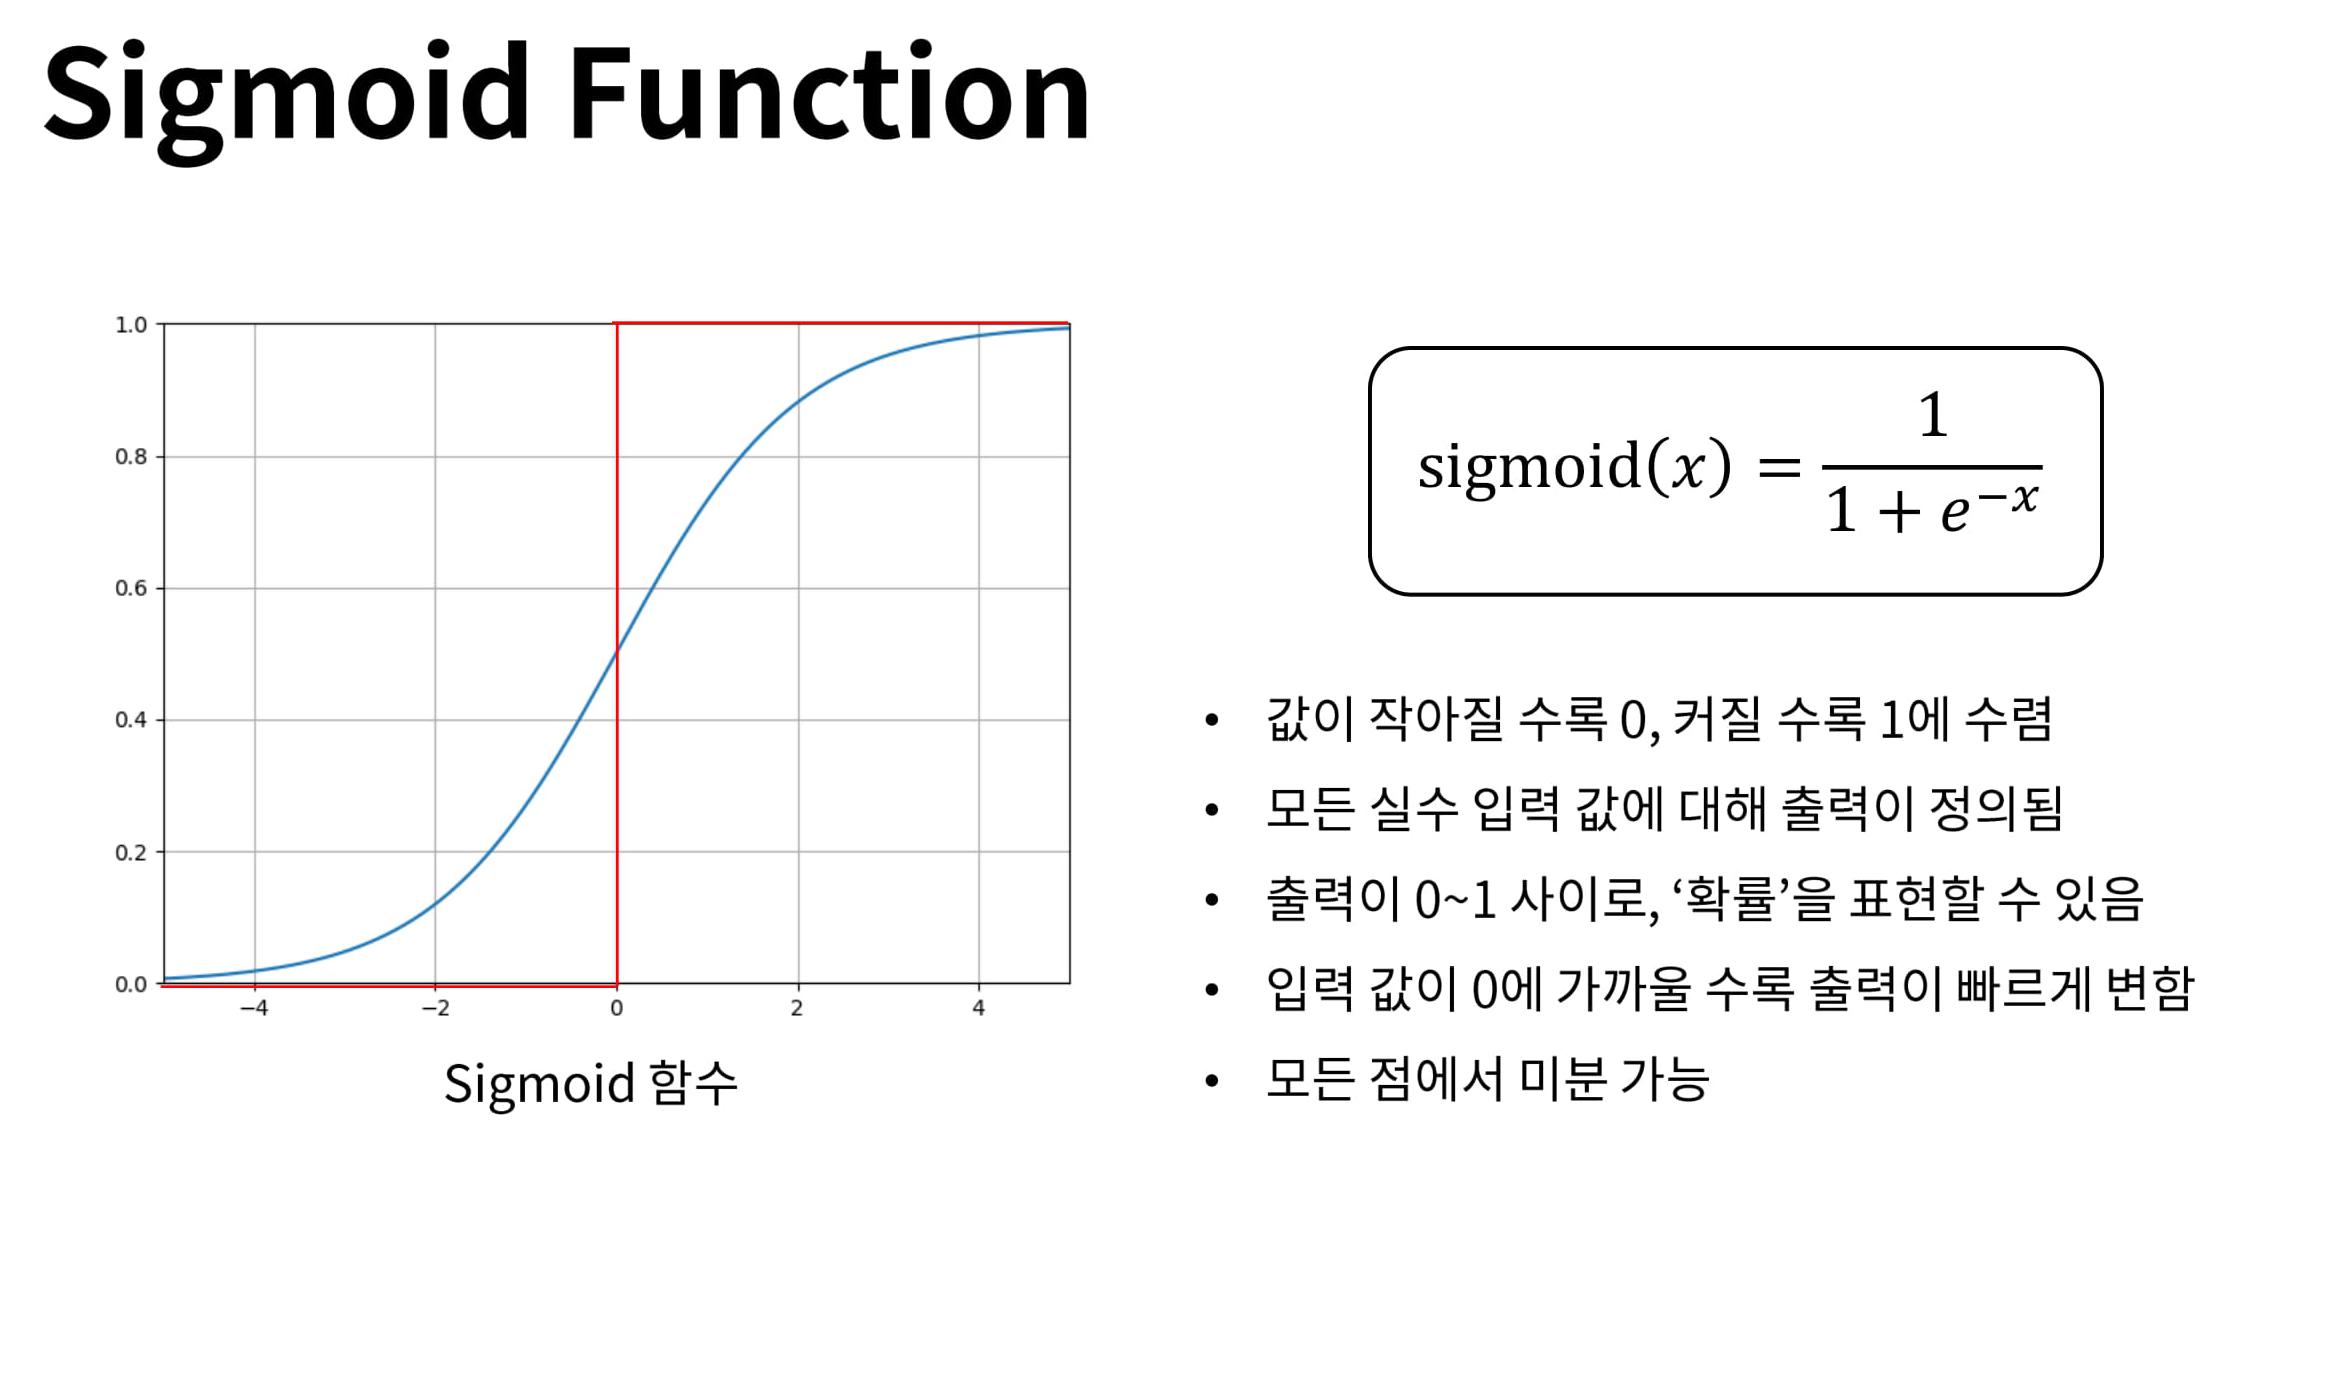 Sigmoid Function
1.0
0.8
0.6
0.4
0.2
0.0
−4 −2 0 2 4
Sigmoid 함수
sigmoid(x) = 1 / (1 + e^{−x})
• 값이 작아질 수록 0, 커질 수록 1에 수렴
• 모든 실수 입력 값에 대해 출력이 정의됨
• 출력이 0~1 사이로, ‘확률’을 표현할 수 있음
• 입력 값이 0에 가까울 수록 출력이 빠르게 변함
• 모든 점에서 미분 가능